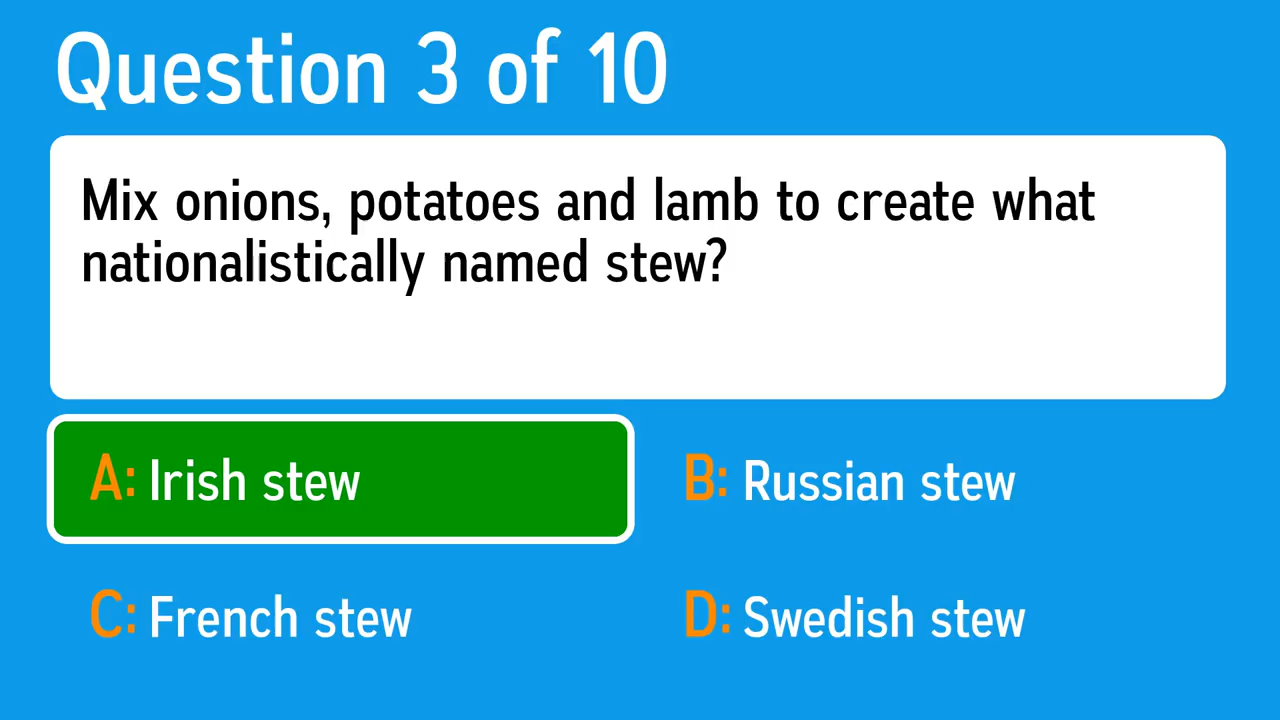 Question 3 of 10
Mix onions, potatoes and lamb to create what
nationalistically named stew?
A: Irish stew
B: Russian stew
C: French stew
D: Swedish stew